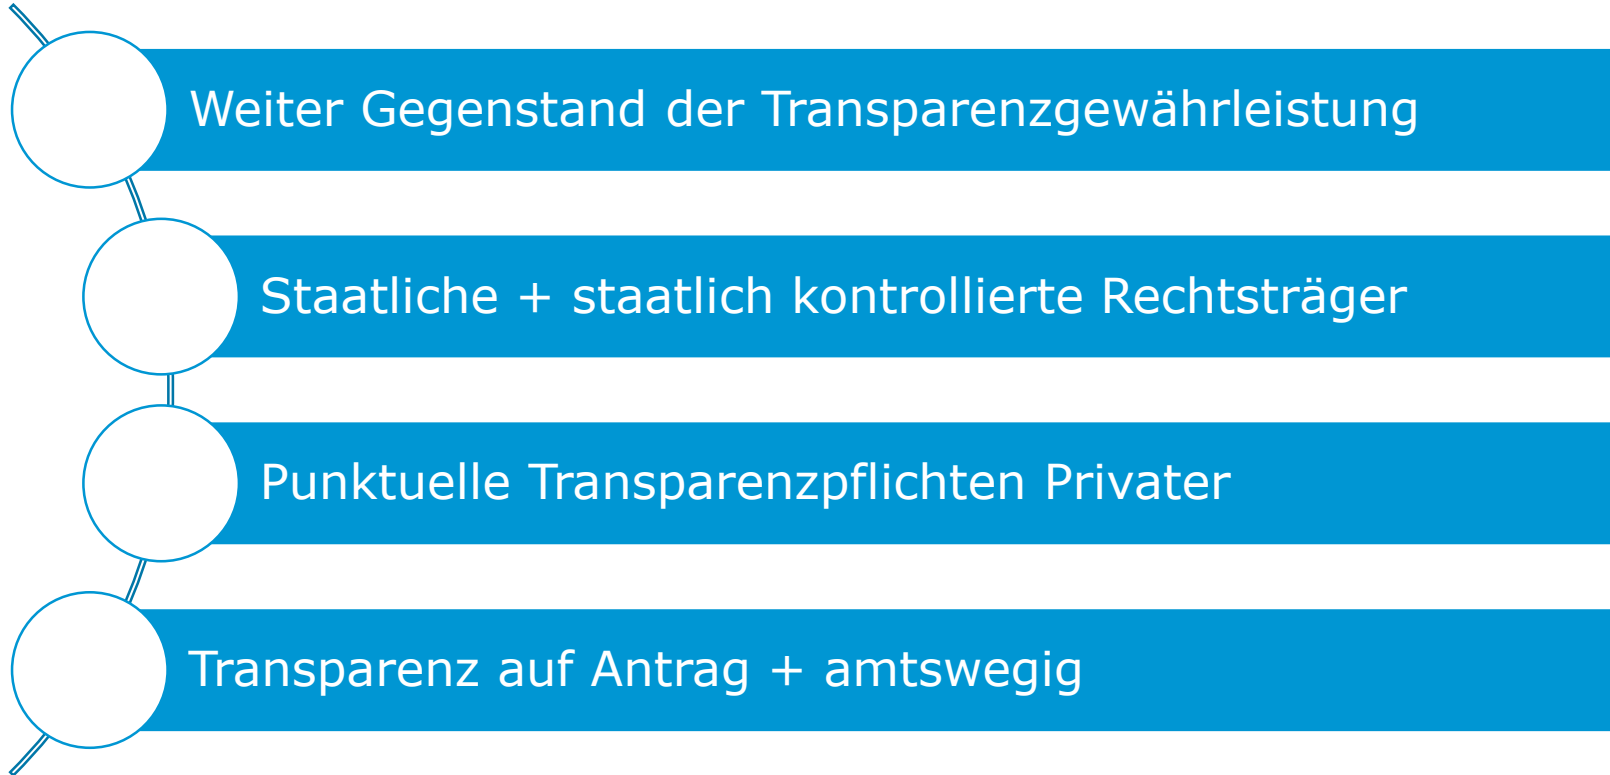 Weiter Gegenstand der Transparenzgewährleistung
Staatliche + staatlich kontrollierte Rechtsträger
Punktuelle Transparenzpflichten Privater
Transparenz auf Antrag + amtswegig